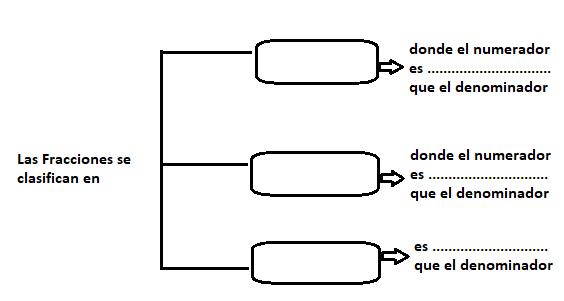 donde el numerador
es ...............................
que el denominador
Las Fracciones se
clasifican en
donde el numerador
es ..............................
que el denominador
es .............................
que el denominador